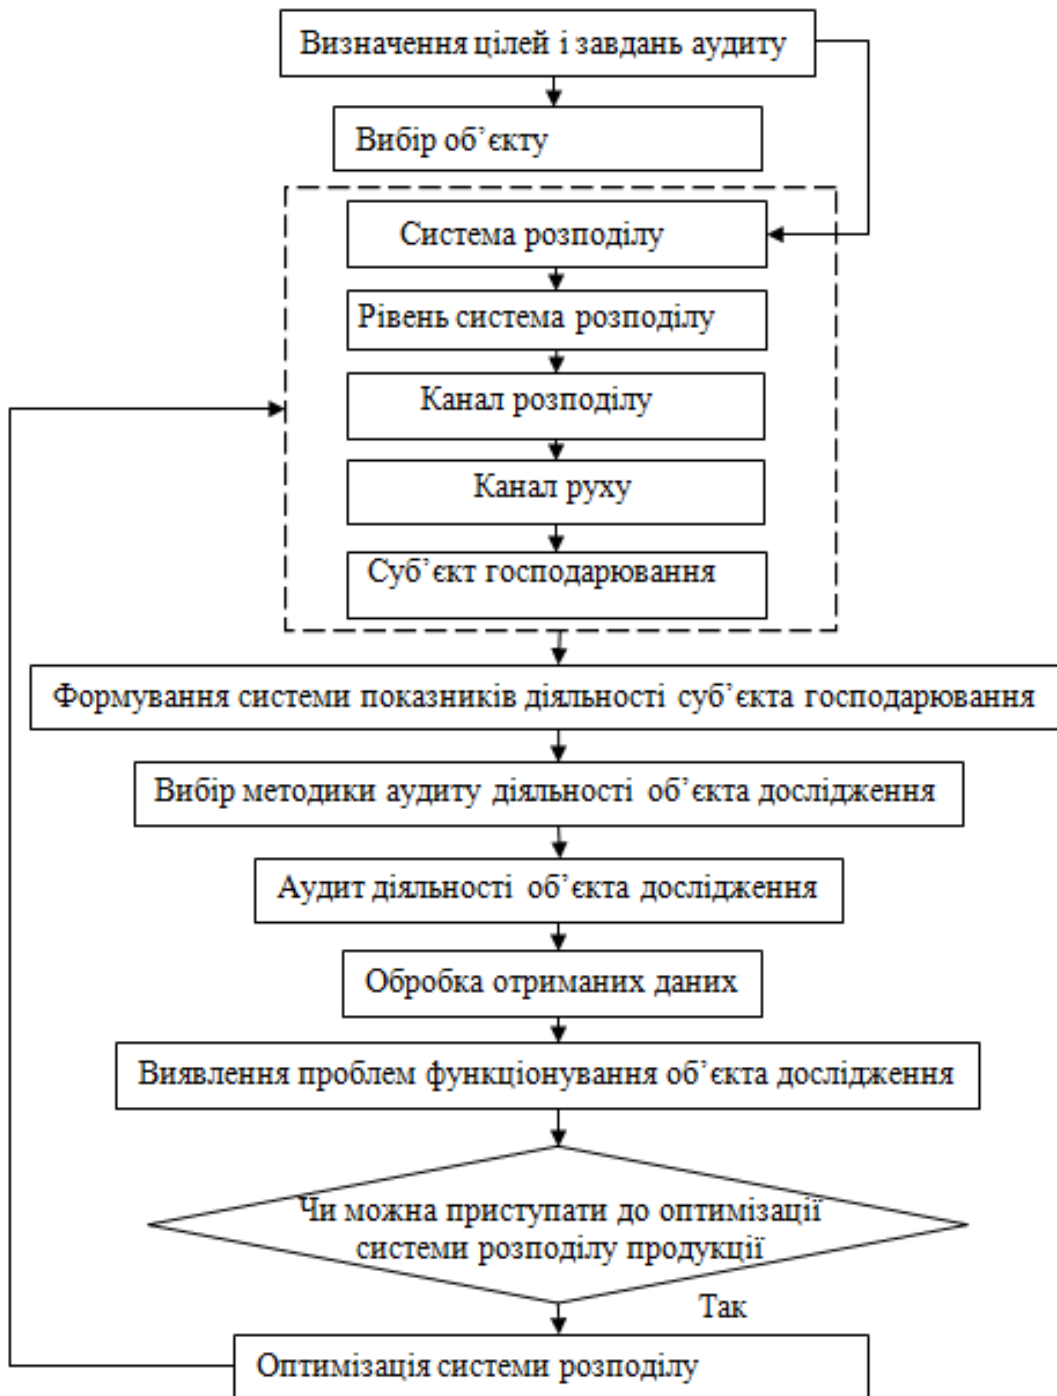 Визначення цілей і завдань аудиту
Вибір об’єкту
Система розподілу
Рівень система розподілу
Канал розподілу
Канал руху
Суб’єкт господарювання
Формування системи показників діяльності суб’єкта господарювання
Вибір методики аудиту діяльності об’єкта дослідження
Аудит діяльності об’єкта дослідження
Обробка отриманих даних
Виявлення проблем функціонування об’єкта дослідження
Чи можна приступати до оптимізації
системи розподілу продукції
Так
Оптимізація системи розподілу